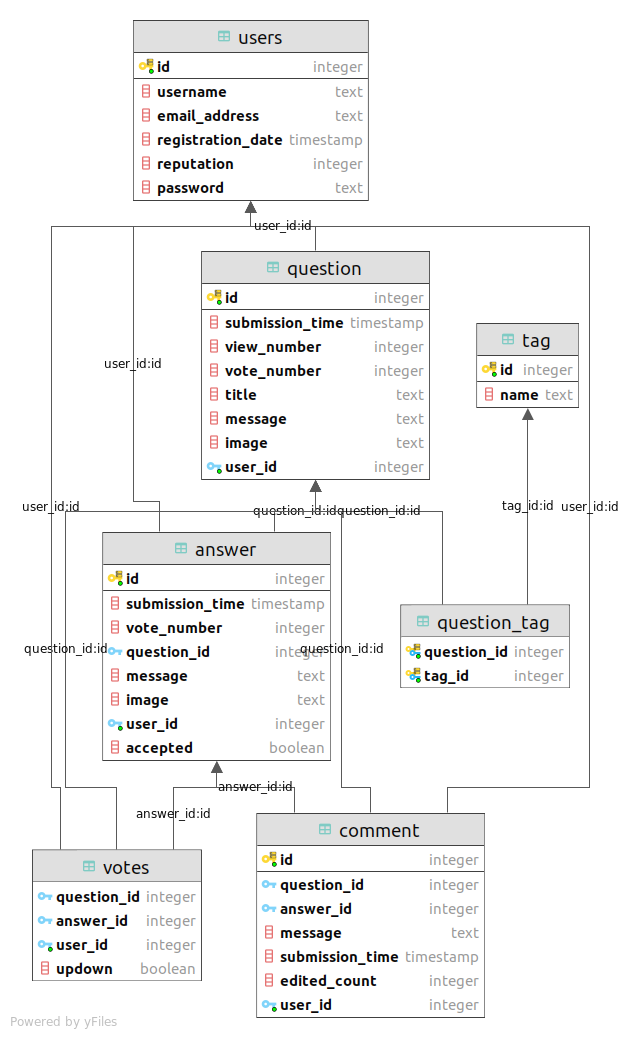 users
id integer
username text
email_address text
registration_date timestamp
reputation integer
password text
user_id:id
question
id integer
submission_time timestamp
view_number integer
vote_number integer
title text
message text
image text
user_id integer
tag
id integer
name text
user_id:id
user_id:id
question_id:id
question_id:id
tag_id:id
user_id:id
answer
id integer
submission_time timestamp
vote_number integer
question_id integer
message text
image text
user_id integer
accepted boolean
question_tag
question_id integer
tag_id integer
question_id:id
question_id:id
answer_id:id
answer_id:id
votes
question_id integer
answer_id integer
user_id integer
updown boolean
comment
id integer
question_id integer
answer_id integer
message text
submission_time timestamp
edited_count integer
user_id integer
Powered by yFiles